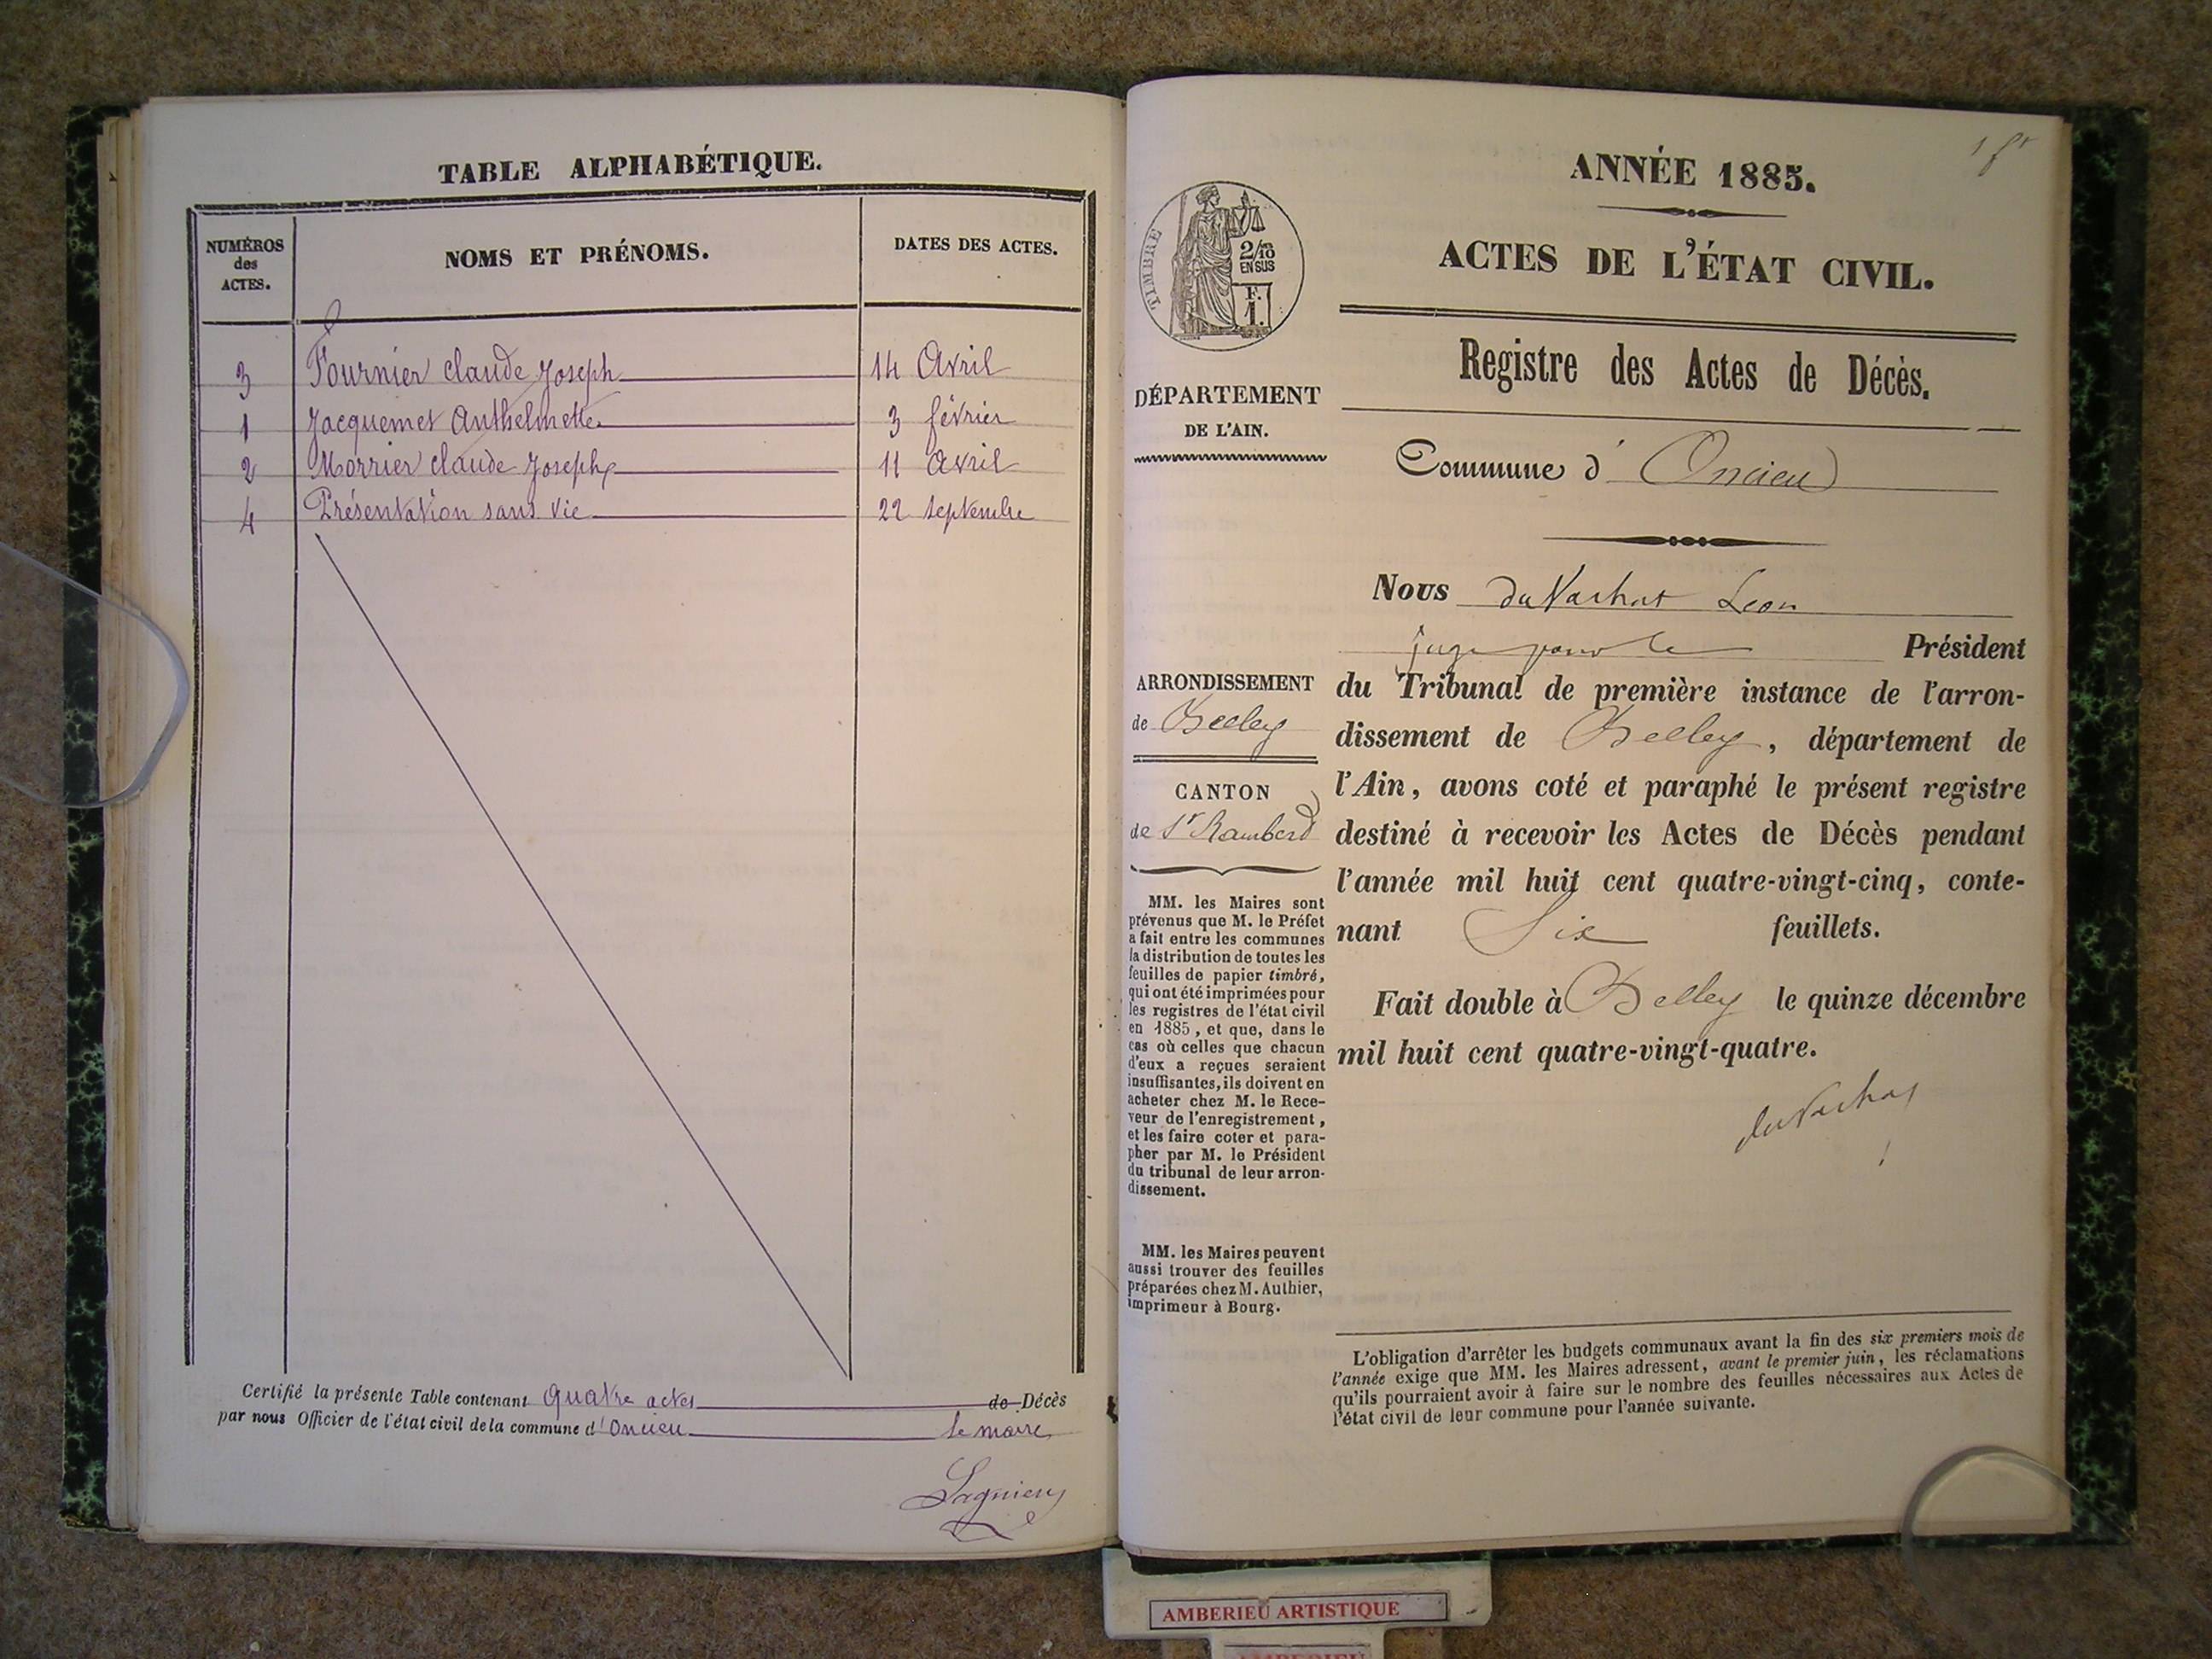 TABLE ALPHABÉTIQUE.
NUMÉROS des ACTES.
NOMS ET PRÉNOMS.
DATES DES ACTES.
3 Fournier claude Joseph 14 Avril
1 Jacquemet Anthelmette 3 février
2 Morrier claude Joseph 11 avril
4 Présentation sans vie 22 septembre
Certifié la présente Table contenant quatre actes de Décès
par nous Officier de l'état civil de la commune d'Oncieu le maire
1 fr
ANNÉE 1885.
ACTES DE L'ÉTAT CIVIL.
TIMBRE
2/10
EN SUS
F.
1.
Registre des Actes de Décès.
DÉPARTEMENT
DE L'AIN.
Commune d' Oncieu
Nous du Vachat Leon
juge pour le Président
ARRONDISSEMENT
de Belley
CANTON
de St Rambert
du Tribunal de première instance de l'arron-
dissement de Belley, département de
l'Ain, avons coté et paraphé le présent registre
destiné à recevoir les Actes de Décès pendant
l'année mil huit cent quatre-vingt-cinq, conte-
nant Six feuillets.
Fait double à Belley le quinze décembre
mil huit cent quatre-vingt-quatre.
du Vachat
MM. les Maires sont
prévenus que M. le Préfet
a fait entre les communes
la distribution de toutes les
feuilles de papier timbré,
qui ont été imprimées pour
les registres de l'état civil
en 1885, et que, dans le
cas où celles que chacun
d'eux a reçues seraient
insuffisantes, ils doivent en
acheter chez M. le Rece-
veur de l'enregistrement,
et les faire coter et para-
pher par M. le Président
du tribunal de leur arron-
dissement.
MM. les Maires peuvent
aussi trouver des feuilles
préparées chez M. Authier,
imprimeur à Bourg.
L'obligation d'arrêter les budgets communaux avant la fin des six premiers mois de
l'année exige que MM. les Maires adressent, avant le premier juin, les réclamations
qu'ils pourraient avoir à faire sur le nombre des feuilles nécessaires aux Actes de
l'état civil de leur commune pour l'année suivante.
AMBERIEU ARTISTIQUE
AMBERIEU